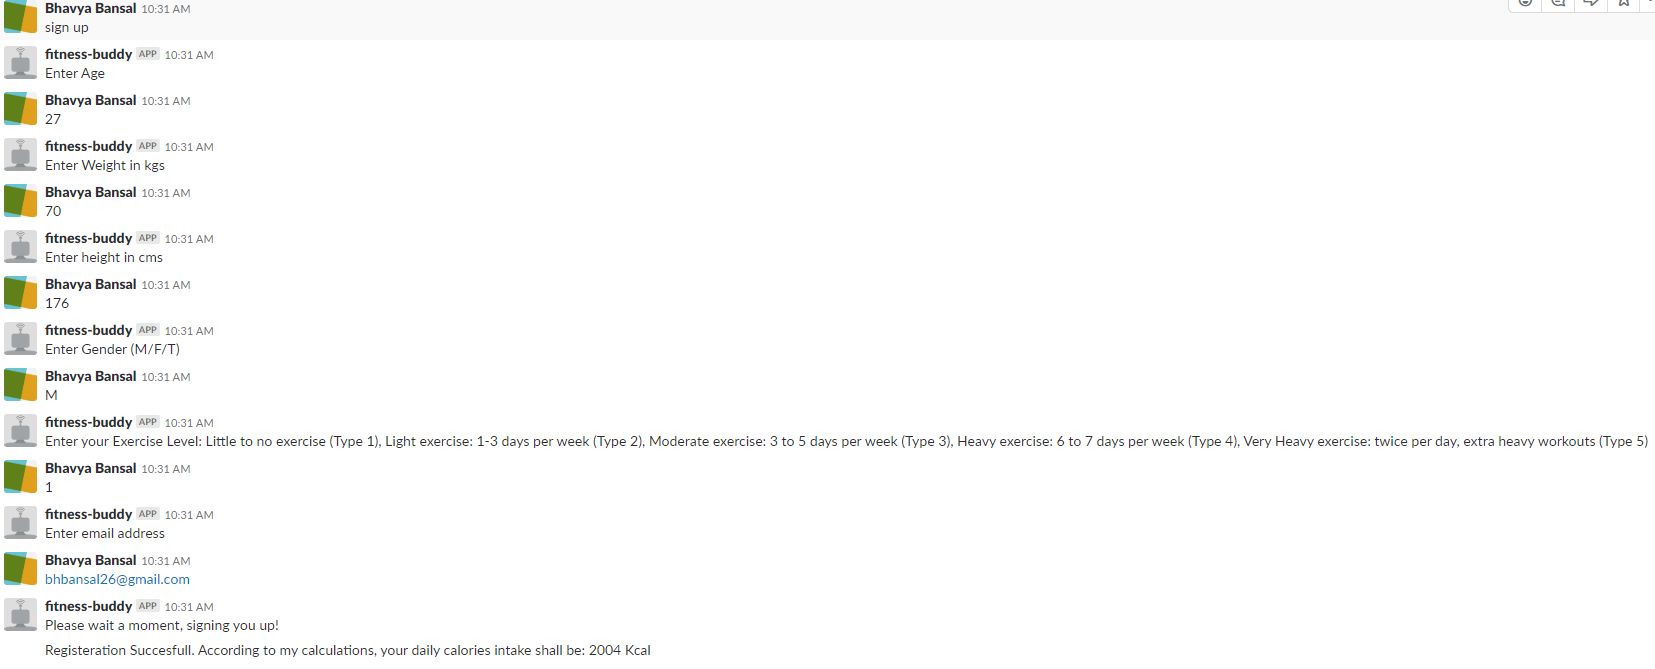 Bhavya Bansal 10:31 AM
sign up
fitness-buddy APP 10:31 AM
Enter Age
Bhavya Bansal 10:31 AM
27
fitness-buddy APP 10:31 AM
Enter Weight in kgs
Bhavya Bansal 10:31 AM
70
fitness-buddy APP 10:31 AM
Enter height in cms
Bhavya Bansal 10:31 AM
176
fitness-buddy APP 10:31 AM
Enter Gender (M/F/T)
Bhavya Bansal 10:31 AM
M
fitness-buddy APP 10:31 AM
Enter your Exercise Level: Little to no exercise (Type 1), Light exercise: 1-3 days per week (Type 2), Moderate exercise: 3 to 5 days per week (Type 3), Heavy exercise: 6 to 7 days per week (Type 4), Very Heavy exercise: twice per day, extra heavy workouts (Type 5)
Bhavya Bansal 10:31 AM
1
fitness-buddy APP 10:31 AM
Enter email address
Bhavya Bansal 10:31 AM
bhbansal26@gmail.com
fitness-buddy APP 10:31 AM
Please wait a moment, signing you up!
Registeration Succesfull. According to my calculations, your daily calories intake shall be: 2004 Kcal